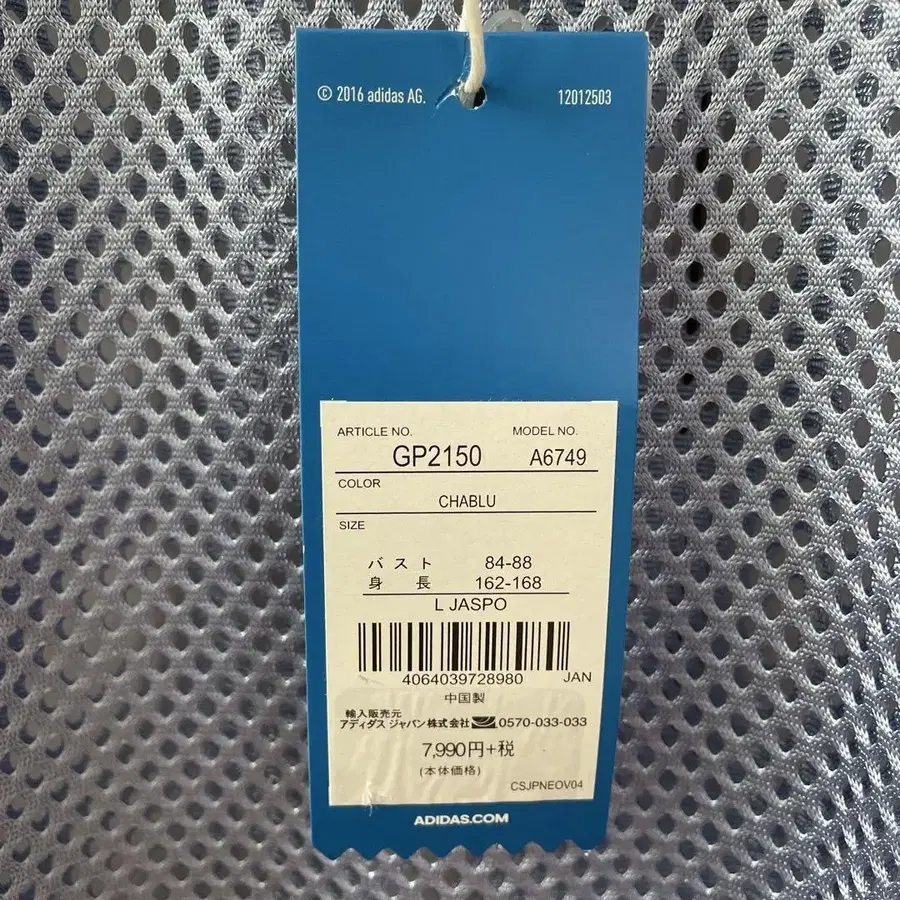 © 2016 adidas AG. 12012503
ARTICLE NO. MODEL NO.
GP2150 A6749
COLOR
CHABLU
SIZE
バスト 84-88
身長 162-168
L JASPO
4064039728980 JAN
中国製
輸入販売元
アディダス ジャパン株式会社 0570-033-033
7,990円+税
(本体価格)
CSJPNEOV04
ADIDAS.COM